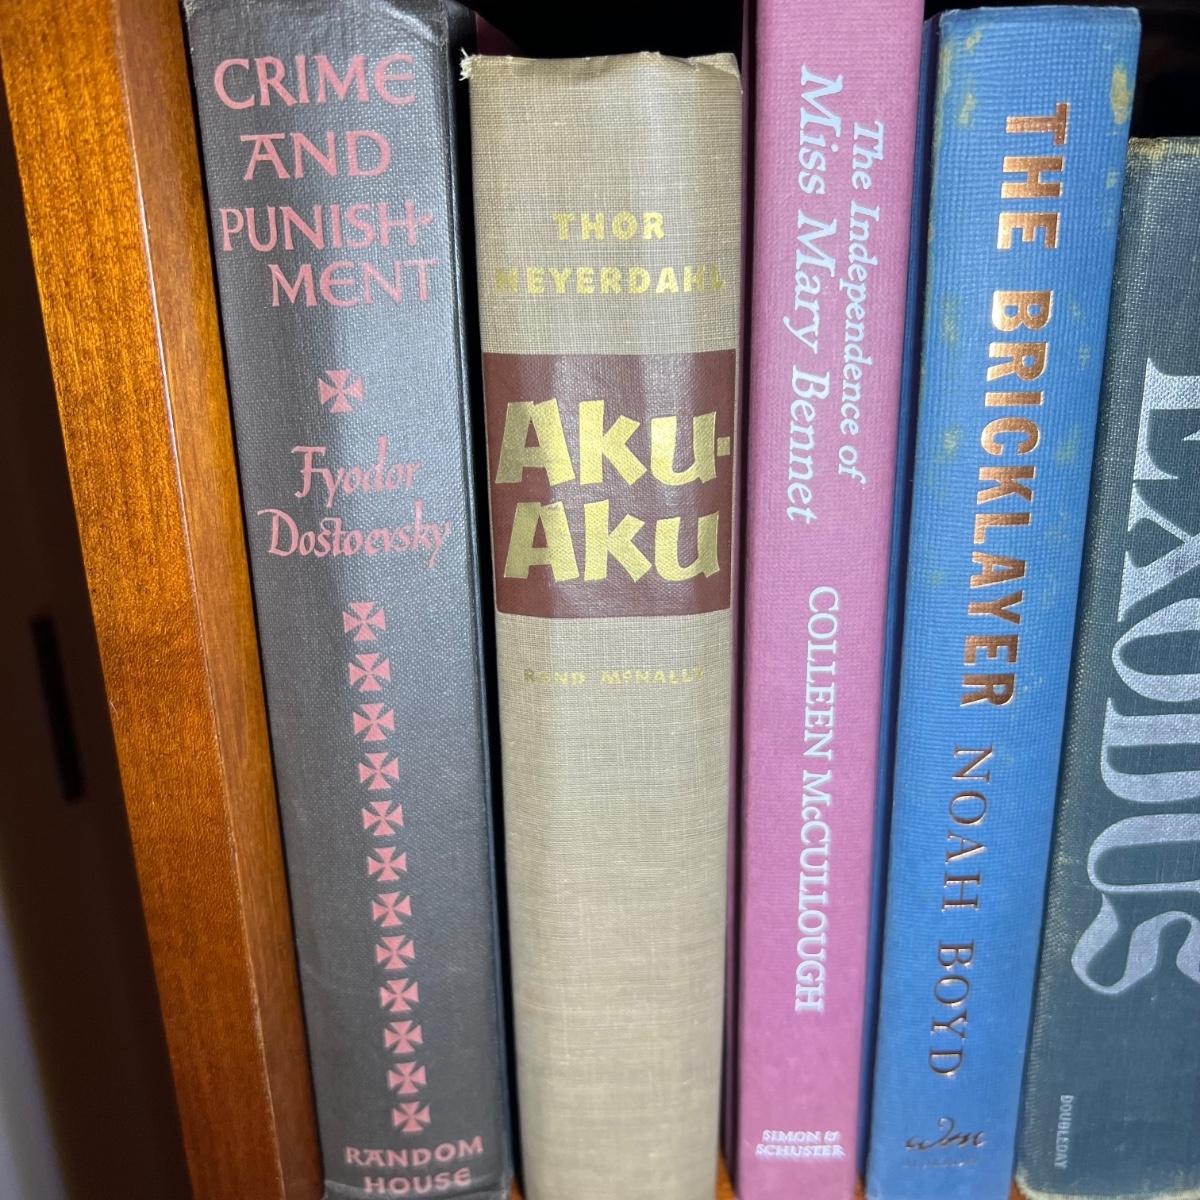 CRIME
AND
PUNISH-
MENT
Fyodor
Dostoevsky
RANDOM
HOUSE
THOR
HEYERDAHL
Aku-
Aku
RAND McNALLY
The Independence of
Miss Mary Bennet
COLLEEN McCULLOUGH
SIMON &
SCHUSTER
THE BRICKLAYER NOAH BOYD
wm
EXODUS
DOUBLEDAY